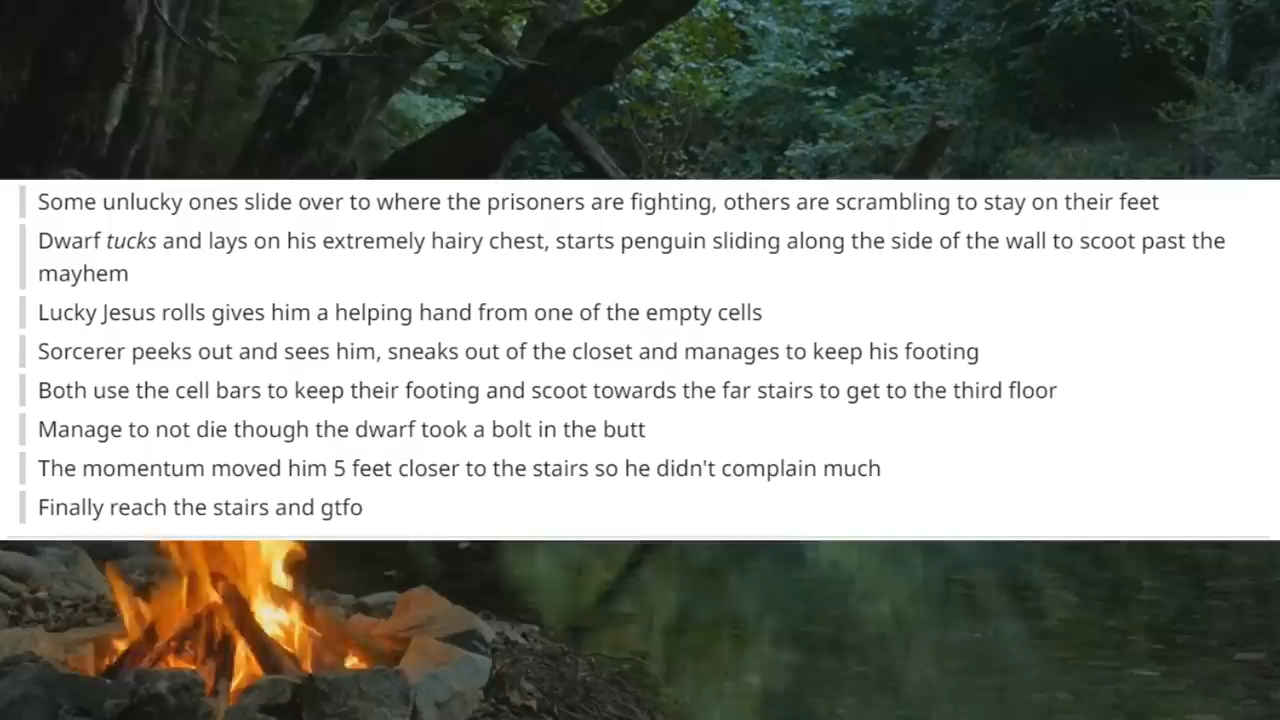 Some unlucky ones slide over to where the prisoners are fighting, others are scrambling to stay on their feet
Dwarf tucks and lays on his extremely hairy chest, starts penguin sliding along the side of the wall to scoot past the
mayhem
Lucky Jesus rolls gives him a helping hand from one of the empty cells
Sorcerer peeks out and sees him, sneaks out of the closet and manages to keep his footing
Both use the cell bars to keep their footing and scoot towards the far stairs to get to the third floor
Manage to not die though the dwarf took a bolt in the butt
The momentum moved him 5 feet closer to the stairs so he didn't complain much
Finally reach the stairs and gtfo